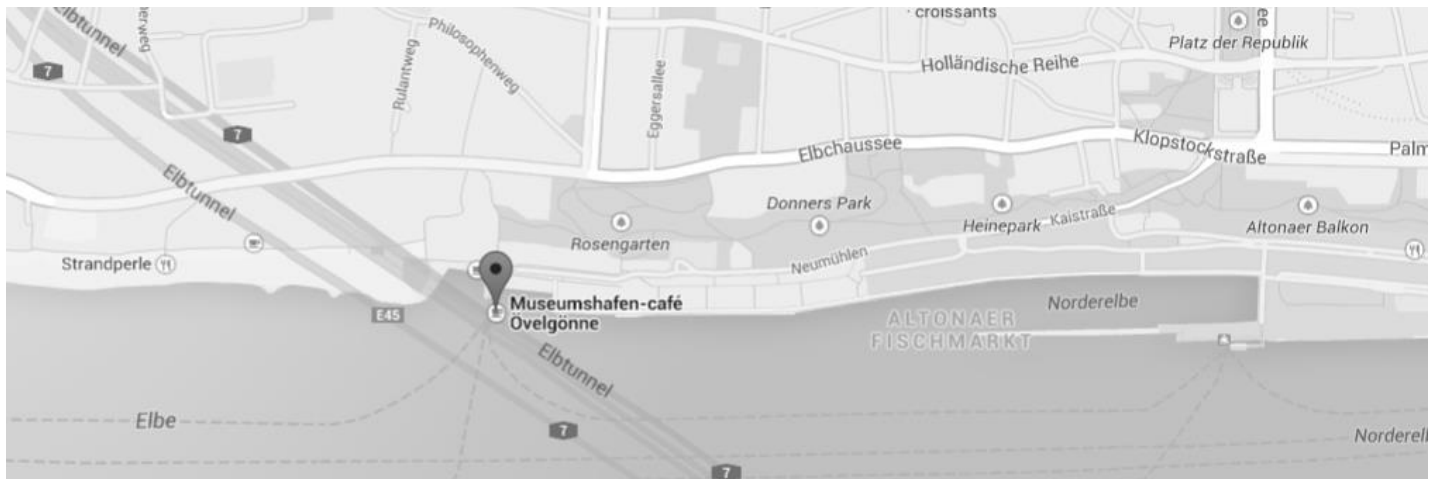 Elbtunnel
Philosophenweg
croissants
Platz der Republik
7
Rulantweg
Holländische Reihe
Eggersallee
7
Elbchaussee
Klopstockstraße
Palm
Elbtunnel
Donners Park
Rosengarten
Heinepark
Kaistraße
Altonaer Balkon
Strandperle
Neumühlen
Museumshafen-café
Övelgönne
E45
Norderelbe
ALTONAER
FISCHMARKT
Elbtunnel
Elbe
7
Norderelb
7